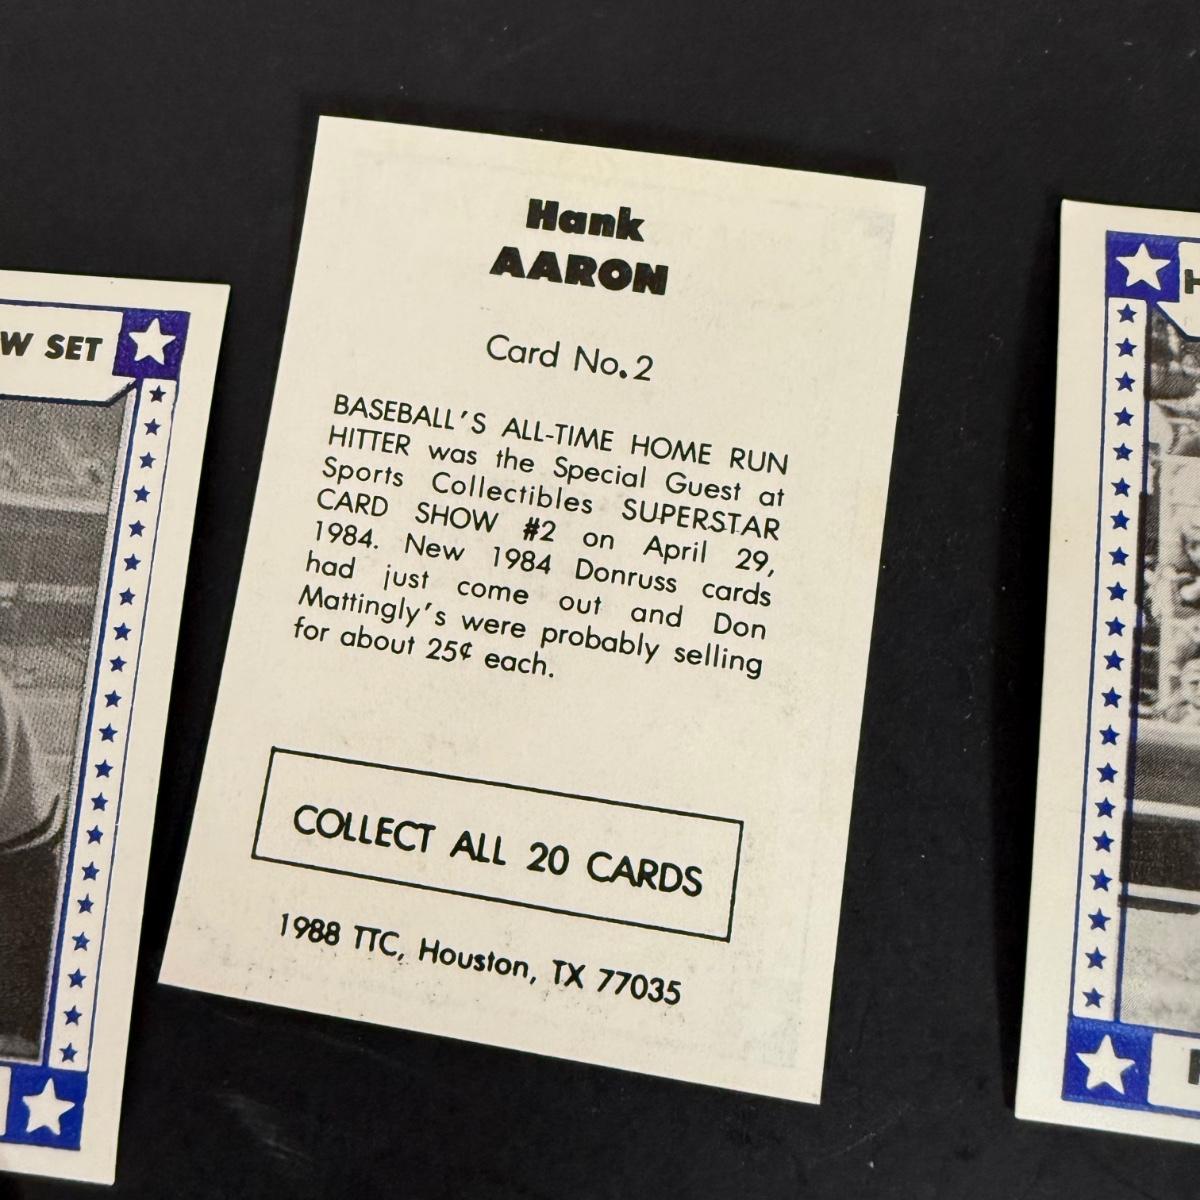 Hank
AARON
Card No.2
BASEBALL'S ALL-TIME HOME RUN
HITTER was the Special Guest at
Sports Collectibles SUPERSTAR
CARD SHOW #2 on April 29,
1984. New 1984 Donruss cards
had just come out and Don
Mattingly's were probably selling
for about 25¢ each.
COLLECT ALL 20 CARDS
1988 TTC, Houston, TX 77035
W SET
H